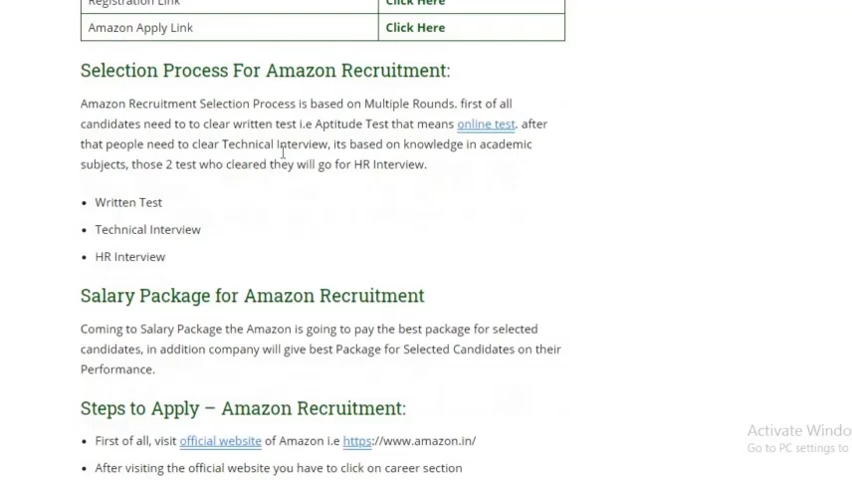 Registration Link Click Here
Amazon Apply Link Click Here
Selection Process For Amazon Recruitment:
Amazon Recruitment Selection Process is based on Multiple Rounds. first of all
candidates need to to clear written test i.e Aptitude Test that means online test. after
that people need to clear Technical Interview, its based on knowledge in academic
subjects, those 2 test who cleared they will go for HR Interview.
• Written Test
• Technical Interview
• HR Interview
Salary Package for Amazon Recruitment
Coming to Salary Package the Amazon is going to pay the best package for selected
candidates, in addition company will give best Package for Selected Candidates on their
Performance.
Steps to Apply – Amazon Recruitment:
• First of all, visit official website of Amazon i.e https://www.amazon.in/
• After visiting the official website you have to click on career section
Activate Windo
Go to PC settings to